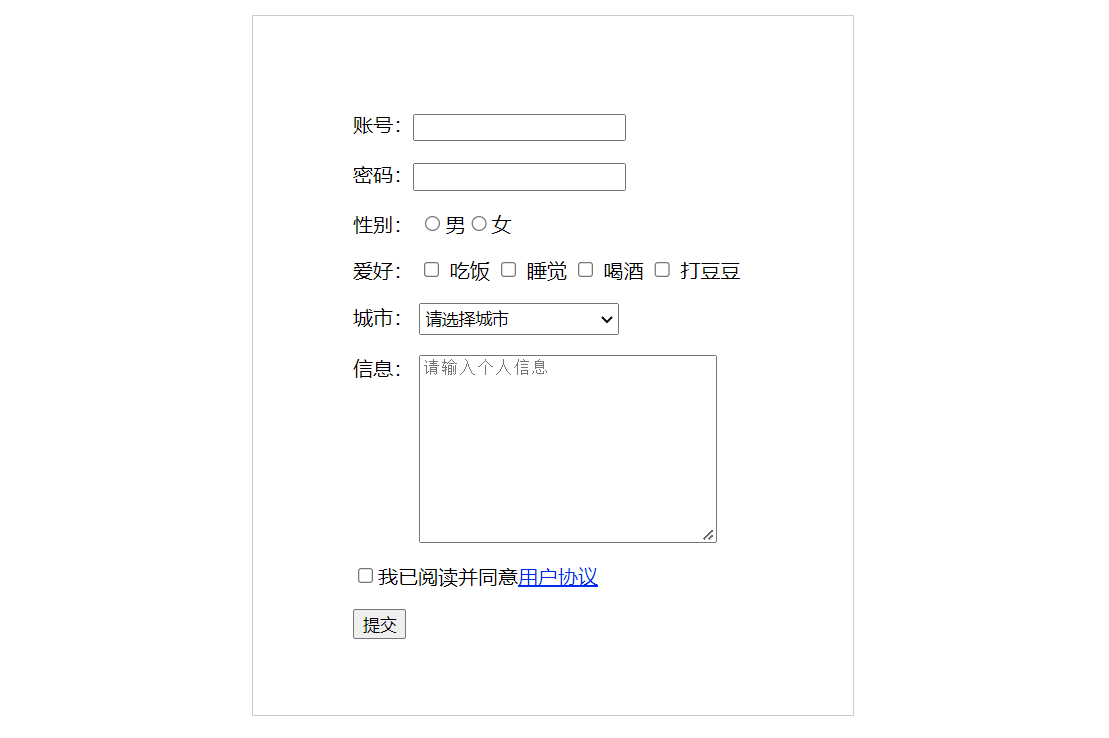 账号：
密码：
性别： 男 女
爱好： 吃饭 睡觉 喝酒 打豆豆
城市： 请选择城市
信息： 请输入个人信息
我已阅读并同意用户协议
提交